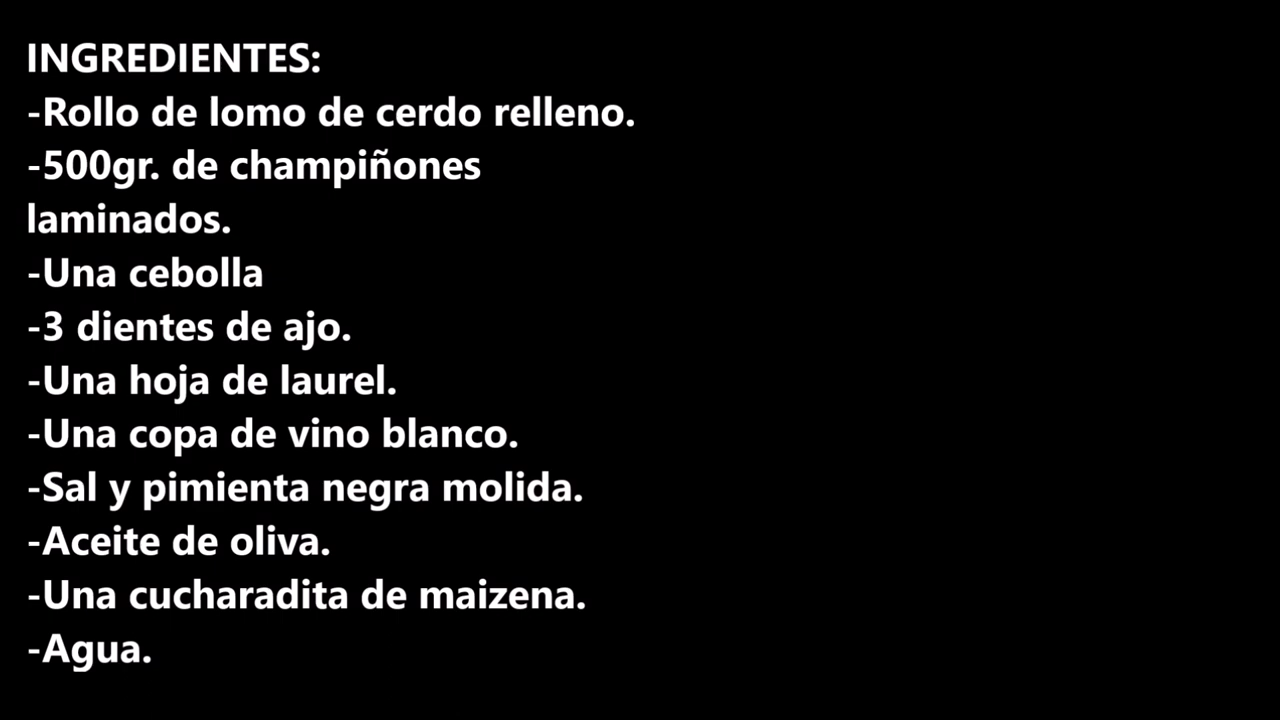 INGREDIENTES:
-Rollo de lomo de cerdo relleno.
-500gr. de champiñones
laminados.
-Una cebolla
-3 dientes de ajo.
-Una hoja de laurel.
-Una copa de vino blanco.
-Sal y pimienta negra molida.
-Aceite de oliva.
-Una cucharadita de maizena.
-Agua.